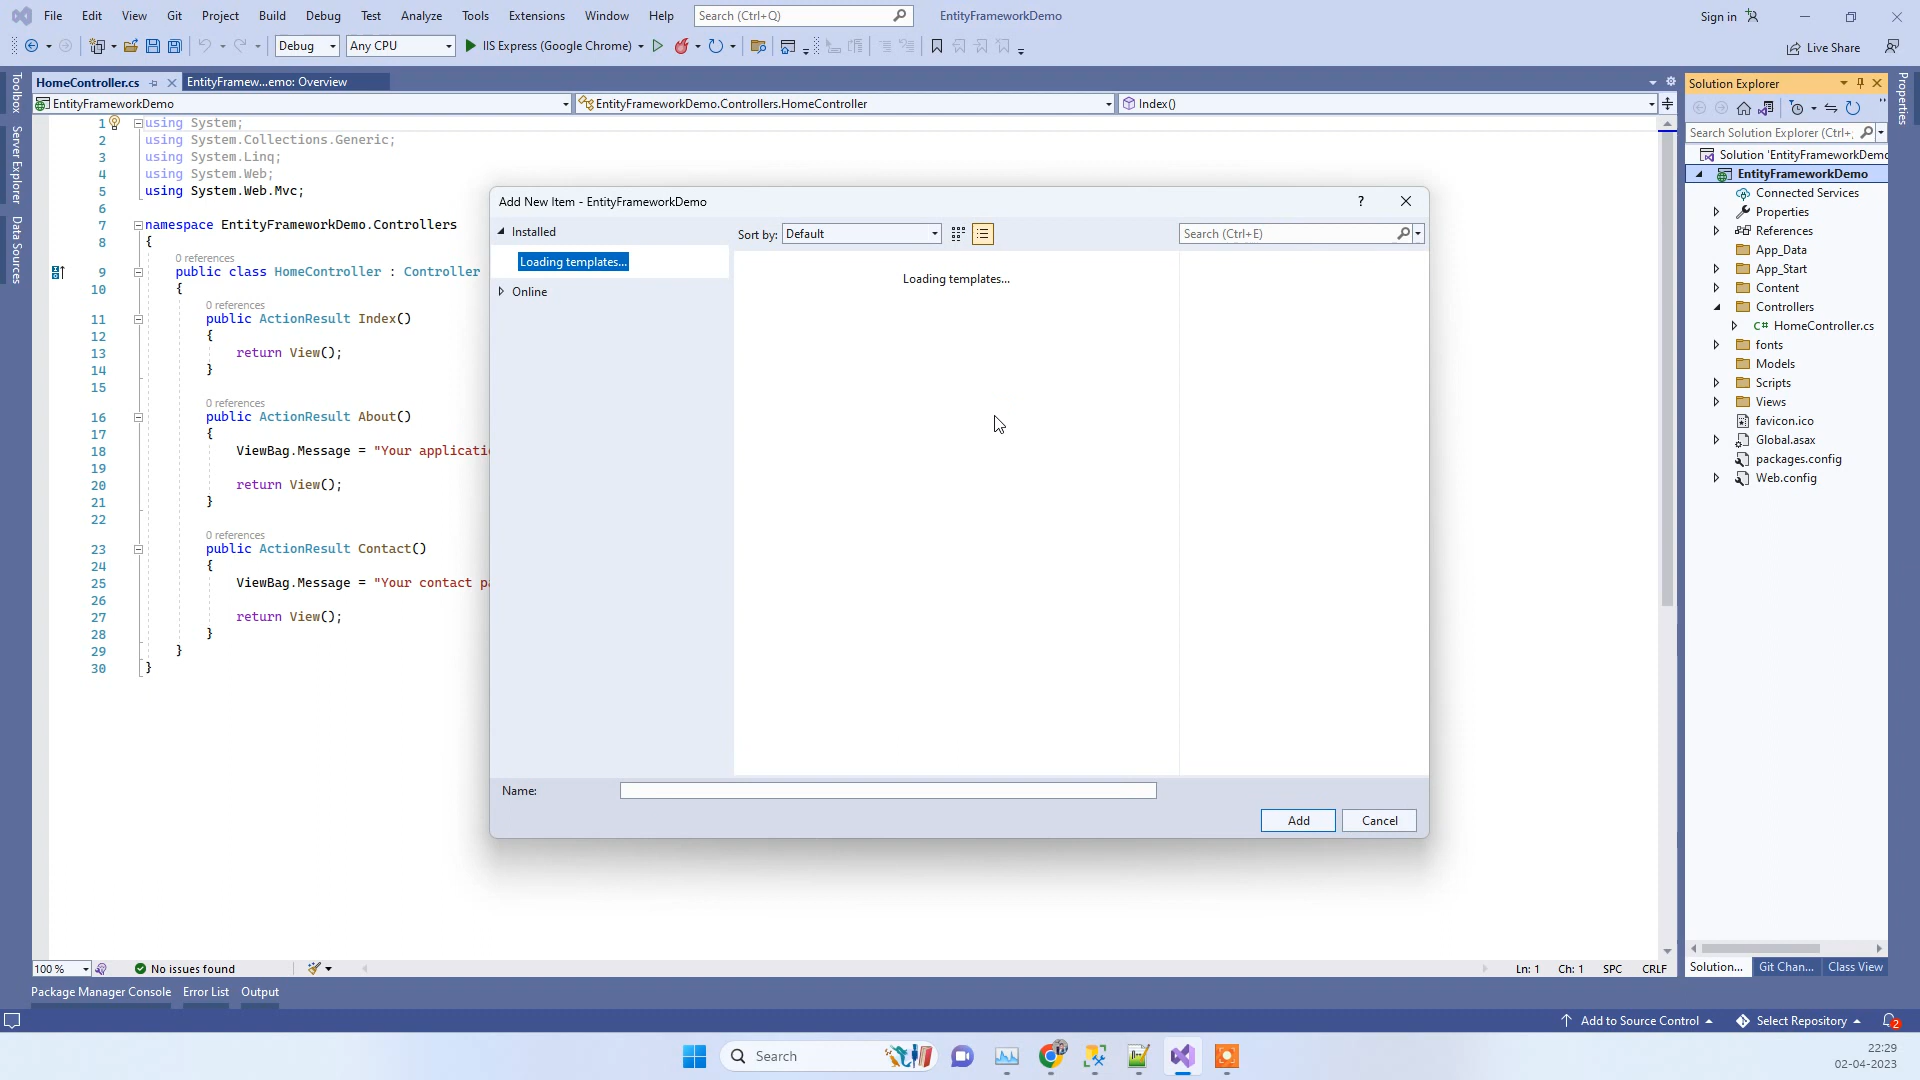 File Edit View Git Project Build Debug Test Analyze Tools Extensions Window Help Search (Ctrl+Q) EntityFrameworkDemo Sign in
Debug Any CPU IIS Express (Google Chrome) Live Share
HomeController.cs EntityFramew...emo: Overview
EntityFrameworkDemo EntityFrameworkDemo.Controllers.HomeController Index()
Toolbox
Server Explorer
Data Sources
1 using System;
2 using System.Collections.Generic;
3 using System.Linq;
4 using System.Web;
5 using System.Web.Mvc;
6
7 namespace EntityFrameworkDemo.Controllers
8 {
0 references
9 public class HomeController : Controller
10 {
0 references
11 public ActionResult Index()
12 {
13 return View();
14 }
15
0 references
16 public ActionResult About()
17 {
18 ViewBag.Message = "Your applicati
19
20 return View();
21 }
22
0 references
23 public ActionResult Contact()
24 {
25 ViewBag.Message = "Your contact pa
26
27 return View();
28 }
29 }
30 }
Add New Item - EntityFrameworkDemo ?
Installed
Loading templates...
Online
Sort by: Default
Search (Ctrl+E)
Loading templates...
Name:
Add Cancel
Solution Explorer
Search Solution Explorer (Ctrl+;
Solution 'EntityFrameworkDemo
EntityFrameworkDemo
Connected Services
Properties
References
App_Data
App_Start
Content
Controllers
C# HomeController.cs
fonts
Models
Scripts
Views
favicon.ico
Global.asax
packages.config
Web.config
Properties
Solution... Git Chan... Class View
100 % No issues found Ln: 1 Ch: 1 SPC CRLF
Package Manager Console Error List Output
Add to Source Control Select Repository 2
Search
22:29
02-04-2023